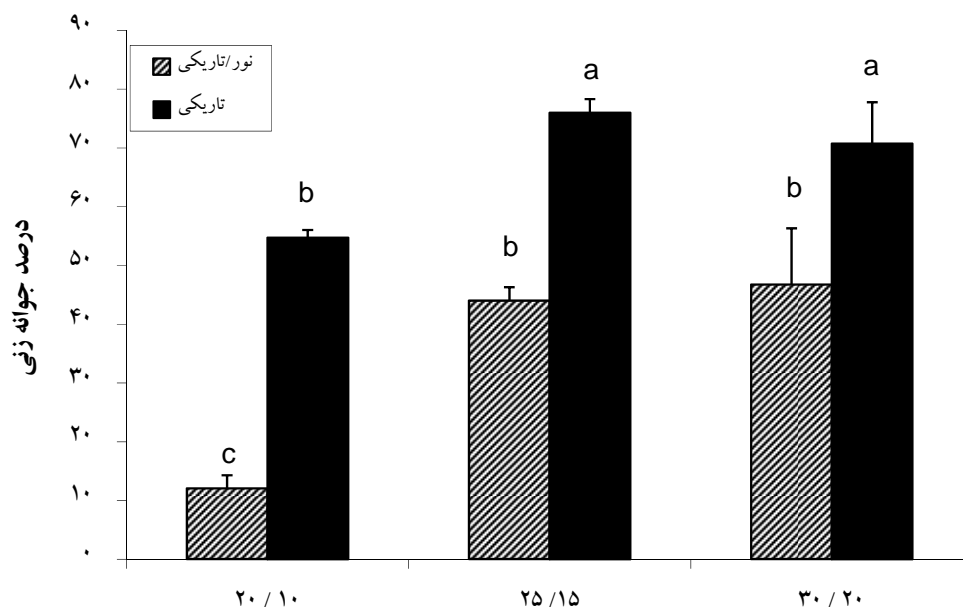 ۹۰
۸۰
۷۰
۶۰
۵۰
۴۰
۳۰
۲۰
۱۰
۰
درصد جوانه زنی
نور/تاریکی
تاریکی
c
b
b
a
b
a
۲۰ / ۱۰
۲۵ /۱۵
۳۰ / ۲۰